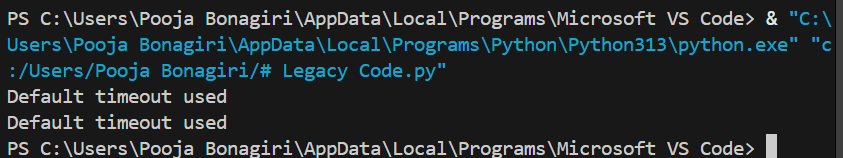 PS C:\Users\Pooja Bonagiri\AppData\Local\Programs\Microsoft VS Code> & "C:\
Users\Pooja Bonagiri\AppData\Local\Programs\Python\Python313\python.exe" "c
:/Users/Pooja Bonagiri/# Legacy Code.py"
Default timeout used
Default timeout used
PS C:\Users\Pooja Bonagiri\AppData\Local\Programs\Microsoft VS Code>